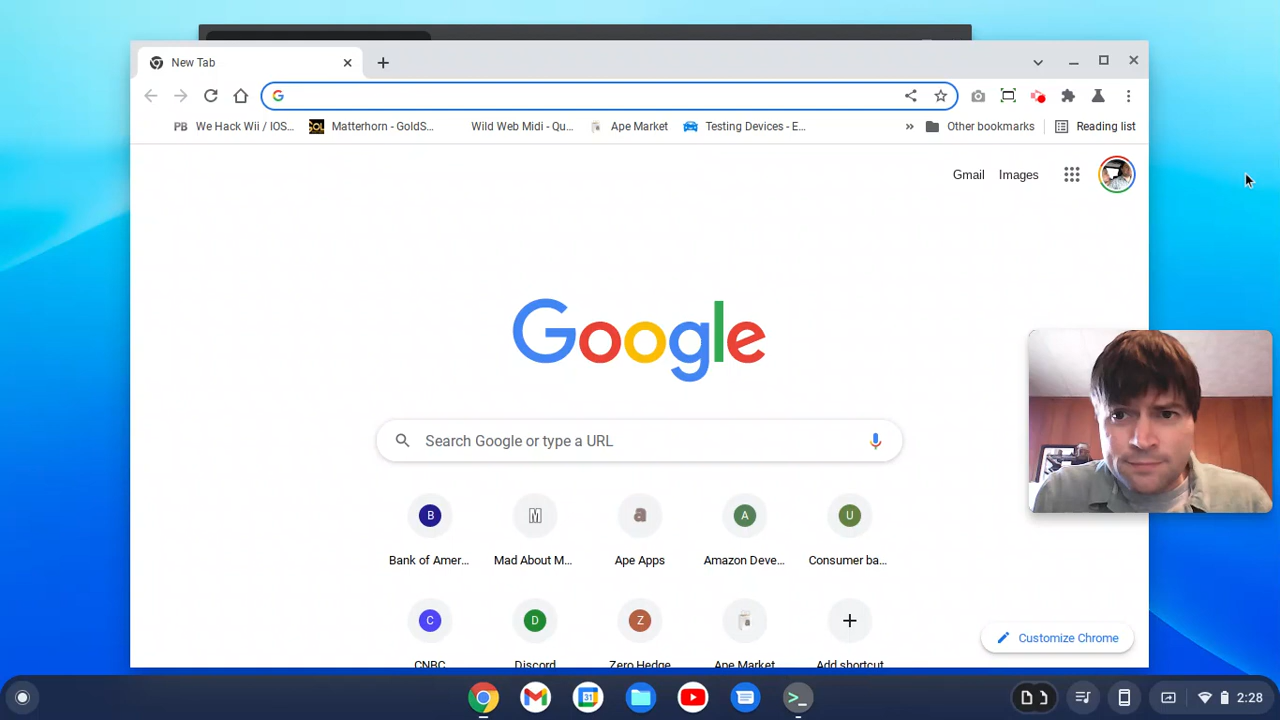 New Tab
We Hack Wii / IOS...
Matterhorn - GoldS...
Wild Web Midi - Qu...
Ape Market
Testing Devices - E...
»
Other bookmarks
Reading list
Gmail
Images
Google
Search Google or type a URL
B
M
a
A
U
Bank of Amer...
Mad About M...
Ape Apps
Amazon Deve...
Consumer ba...
C
D
Z
CNBC
Discord
Zero Hedge
Ape Market
Add shortcut
Customize Chrome
31
>_
2:28